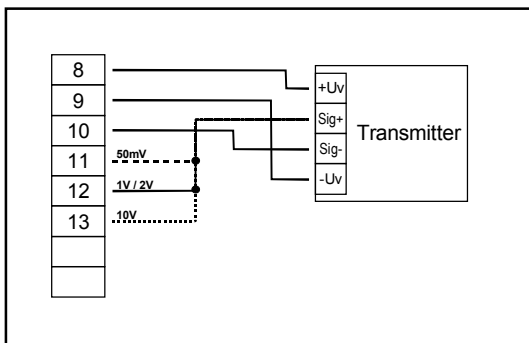 8
9
10
11
12
13
50mV
1V / 2V
10V
+Uv
Sig+
Sig-
-Uv
Transmitter